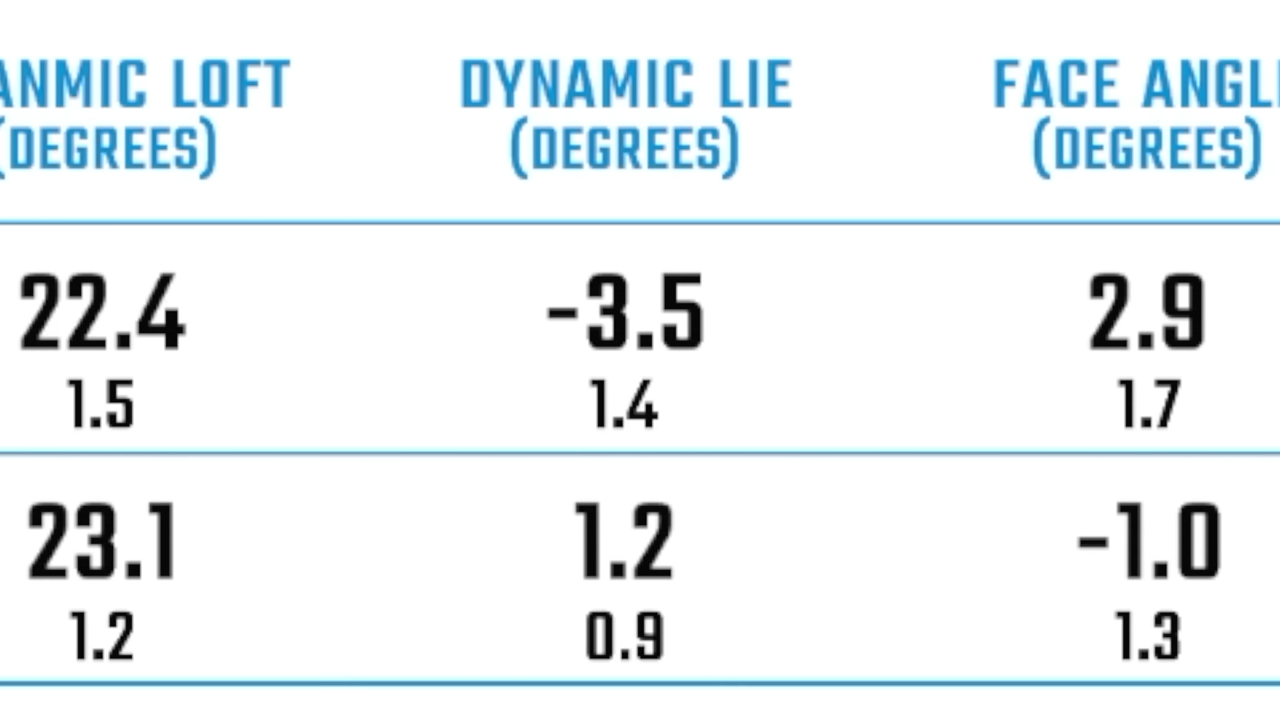 ANMIC LOFT DYNAMIC LIE FACE ANGL
(DEGREES) (DEGREES) (DEGREES)
22.4 -3.5 2.9
1.5 1.4 1.7
23.1 1.2 -1.0
1.2 0.9 1.3